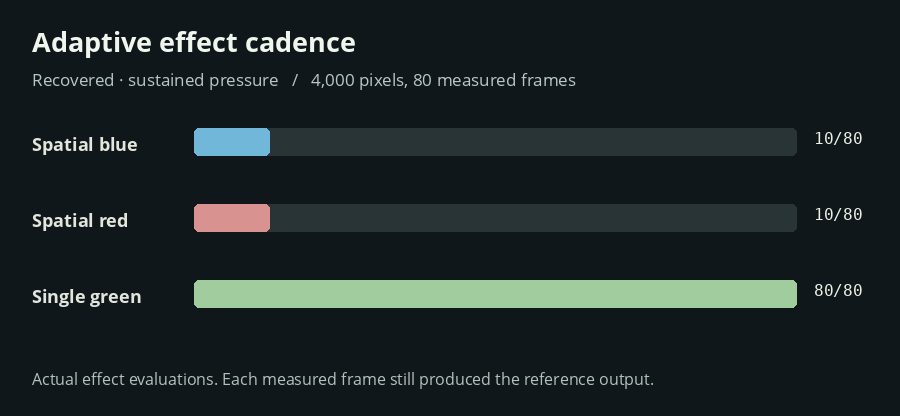 Adaptive effect cadence
Recovered · sustained pressure / 4,000 pixels, 80 measured frames
Spatial blue 10/80
Spatial red 10/80
Single green 80/80
Actual effect evaluations. Each measured frame still produced the reference output.